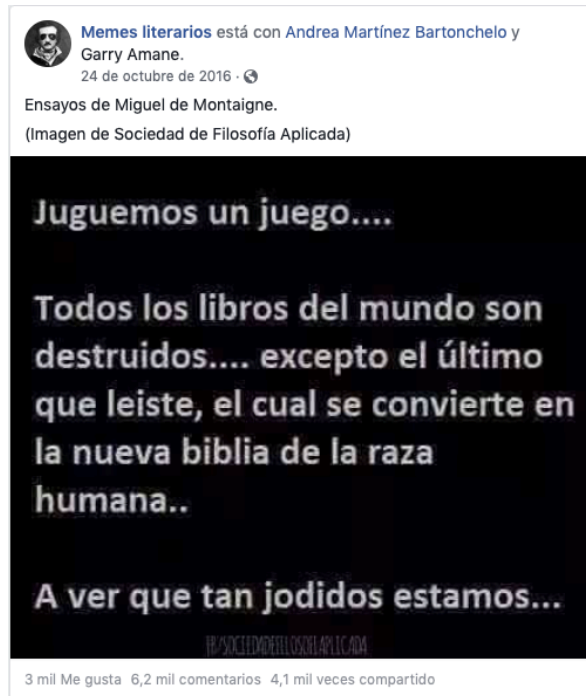 Memes literarios está con Andrea Martínez Bartonchelo y
Garry Amane.
24 de octubre de 2016 ·
Ensayos de Miguel de Montaigne.
(Imagen de Sociedad de Filosofía Aplicada)
Juguemos un juego....
Todos los libros del mundo son
destruidos.... excepto el último
que leiste, el cual se convierte en
la nueva biblia de la raza
humana..
A ver que tan jodidos estamos...
3 mil Me gusta 6,2 mil comentarios 4,1 mil veces compartido